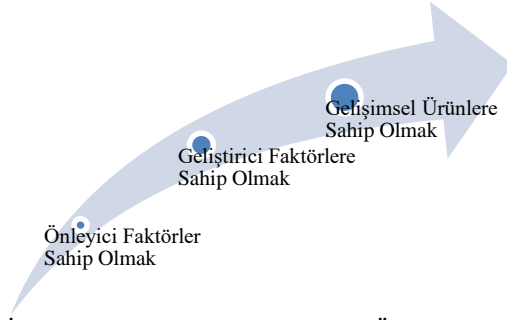 Gelişimsel Ürünlere
Sahip Olmak
Geliştirici Faktörlere
Sahip Olmak
Önleyici Faktörler
Sahip Olmak